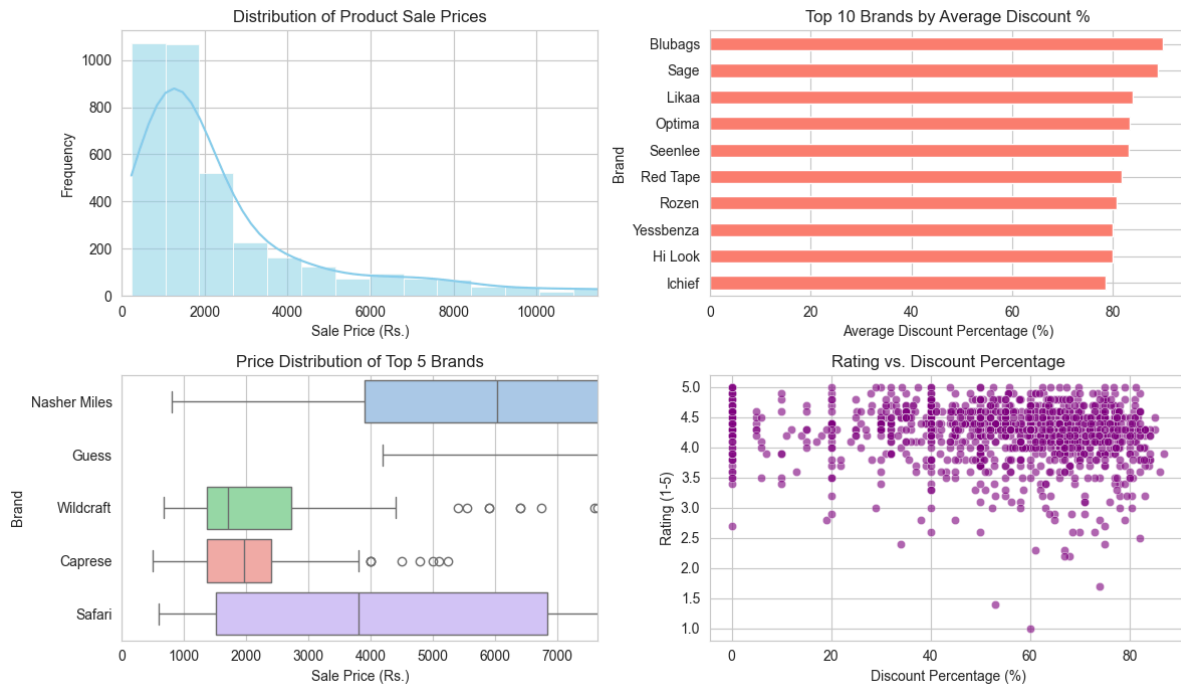 Distribution of Product Sale Prices
Frequency
1000
800
600
400
200
0
0 2000 4000 6000 8000 10000
Sale Price (Rs.)
Top 10 Brands by Average Discount %
Brand
Blubags
Sage
Likaa
Optima
Seenlee
Red Tape
Rozen
Yessbenza
Hi Look
Ichief
0 20 40 60 80
Average Discount Percentage (%)
Price Distribution of Top 5 Brands
Brand
Nasher Miles
Guess
Wildcraft
Caprese
Safari
0 1000 2000 3000 4000 5000 6000 7000
Sale Price (Rs.)
Rating vs. Discount Percentage
Rating (1-5)
5.0
4.5
4.0
3.5
3.0
2.5
2.0
1.5
1.0
0 20 40 60 80
Discount Percentage (%)